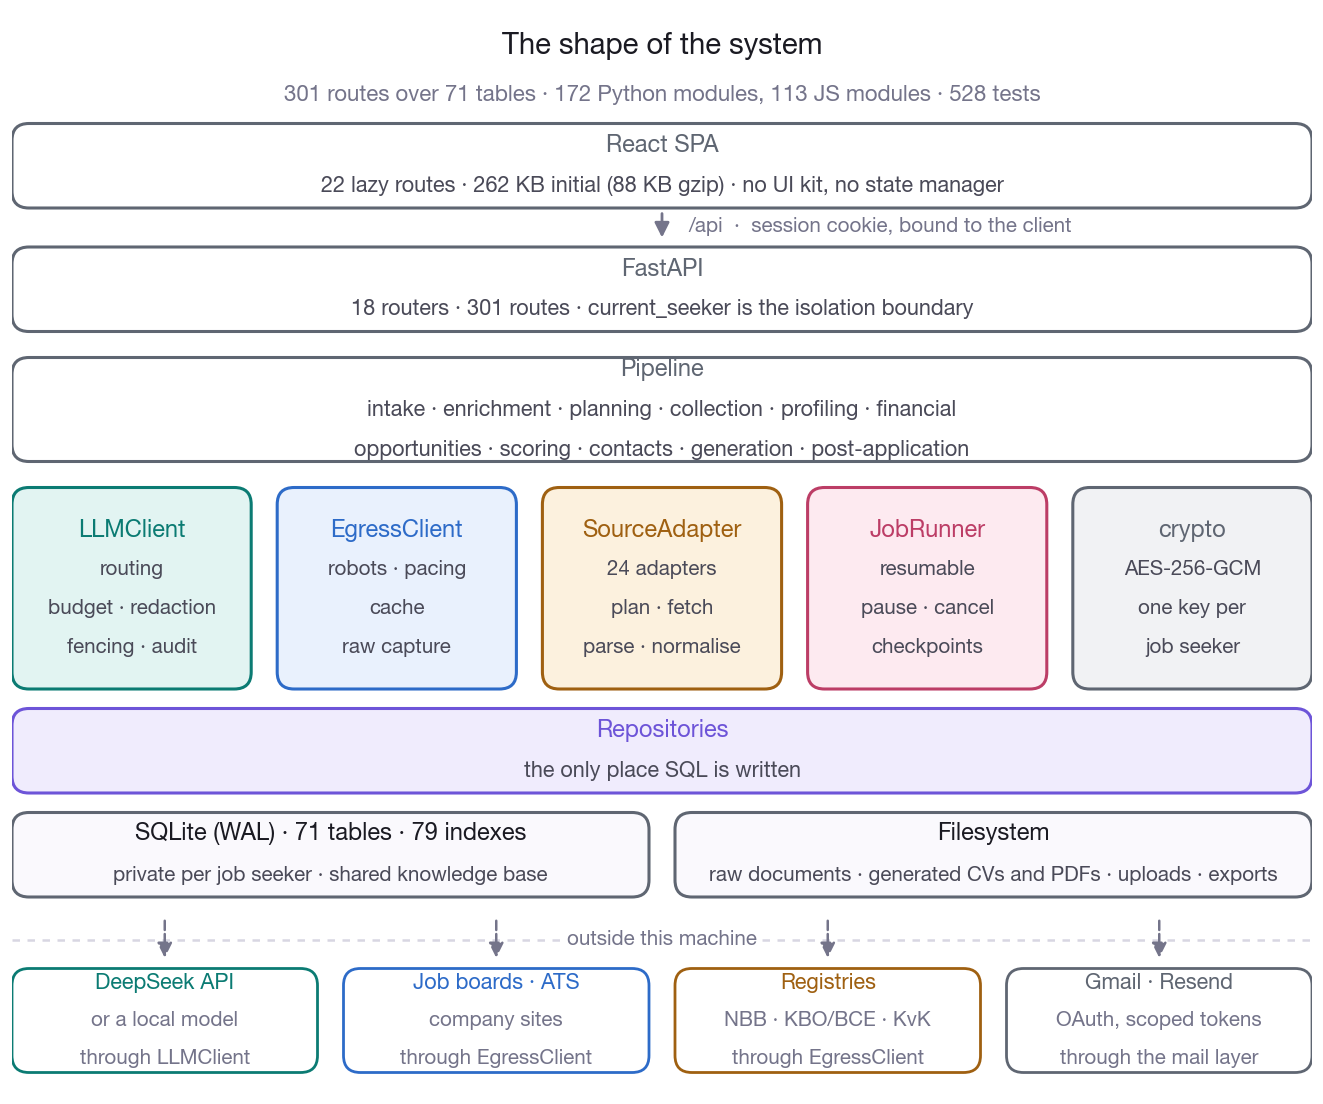 The shape of the system
301 routes over 71 tables · 172 Python modules, 113 JS modules · 528 tests
React SPA
22 lazy routes · 262 KB initial (88 KB gzip) · no UI kit, no state manager
/api · session cookie, bound to the client
FastAPI
18 routers · 301 routes · current_seeker is the isolation boundary
Pipeline
intake · enrichment · planning · collection · profiling · financial
opportunities · scoring · contacts · generation · post-application
LLMClient
routing
budget · redaction
fencing · audit
EgressClient
robots · pacing
cache
raw capture
SourceAdapter
24 adapters
plan · fetch
parse · normalise
JobRunner
resumable
pause · cancel
checkpoints
crypto
AES-256-GCM
one key per
job seeker
Repositories
the only place SQL is written
SQLite (WAL) · 71 tables · 79 indexes
private per job seeker · shared knowledge base
Filesystem
raw documents · generated CVs and PDFs · uploads · exports
outside this machine
DeepSeek API
or a local model
through LLMClient
Job boards · ATS
company sites
through EgressClient
Registries
NBB · KBO/BCE · KvK
through EgressClient
Gmail · Resend
OAuth, scoped tokens
through the mail layer